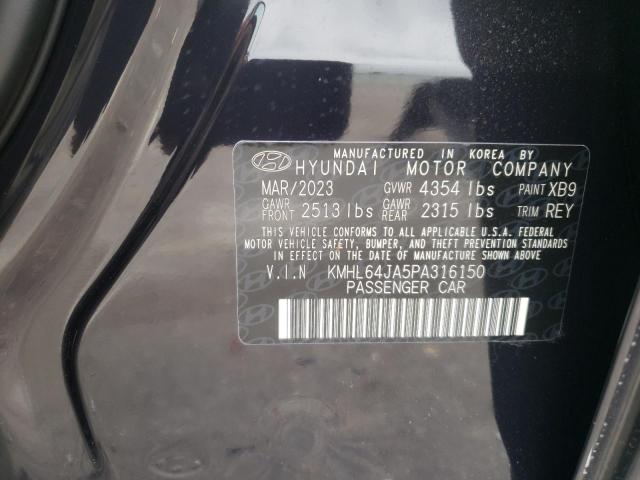 MANUFACTURED IN KOREA BY
HYUNDAI MOTOR COMPANY
MAR/2023 GVWR 4354 lbs PAINT XB9
GAWR FRONT 2513 lbs GAWR REAR 2315 lbs TRIM REY
THIS VEHICLE CONFORMS TO ALL APPLICABLE U.S.A. FEDERAL
MOTOR VEHICLE SAFETY, BUMPER, AND THEFT PREVENTION STANDARDS
IN EFFECT ON THE DATE OF MANUFACTURE SHOWN ABOVE
V.I.N KMHL64JA5PA316150
PASSENGER CAR